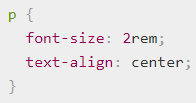 p {
  font-size: 2rem;
  text-align: center;
}